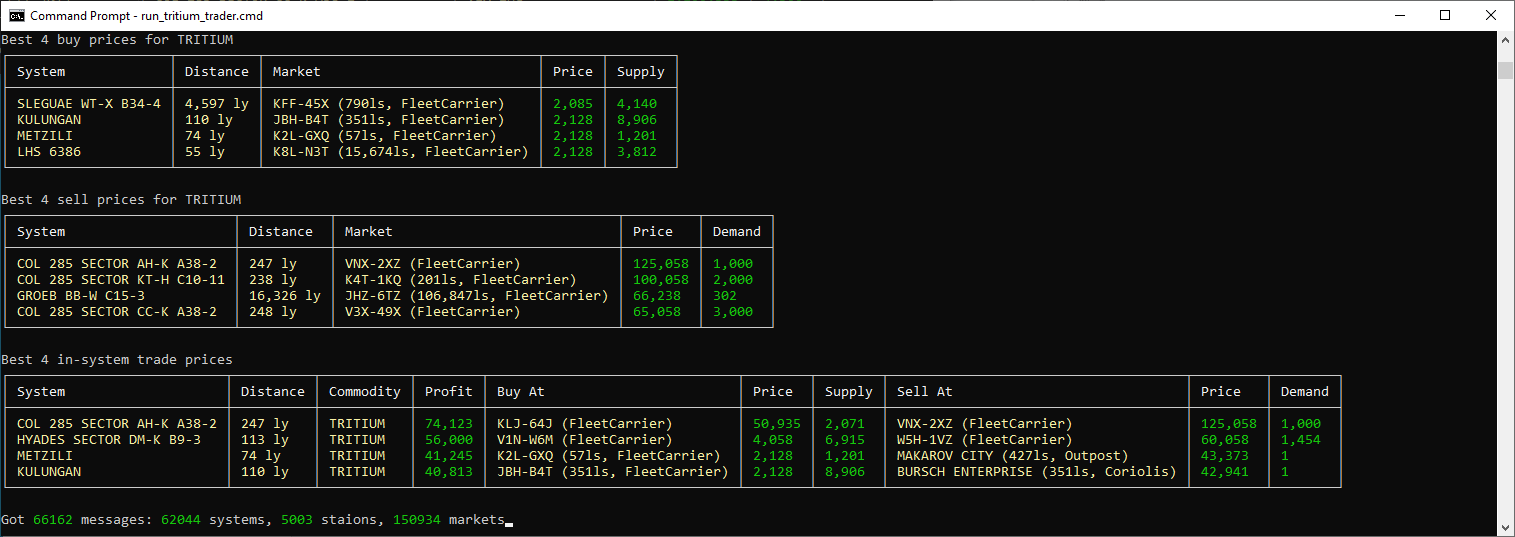 Command Prompt - run_tritium_trader.cmd
Best 4 buy prices for TRITIUM
System Distance Market Price Supply
SLEGUAE WT-X B34-4 4,597 ly KFF-45X (790ls, FleetCarrier) 2,085 4,140
KULUNGAN 110 ly JBH-B4T (351ls, FleetCarrier) 2,128 8,906
METZILI 74 ly K2L-GXQ (57ls, FleetCarrier) 2,128 1,201
LHS 6386 55 ly K8L-N3T (15,674ls, FleetCarrier) 2,128 3,812
Best 4 sell prices for TRITIUM
System Distance Market Price Demand
COL 285 SECTOR AH-K A38-2 247 ly VNX-2XZ (FleetCarrier) 125,058 1,000
COL 285 SECTOR KT-H C10-11 238 ly K4T-1KQ (201ls, FleetCarrier) 100,058 2,000
GROEB BB-W C15-3 16,326 ly JHZ-6TZ (106,847ls, FleetCarrier) 66,238 302
COL 285 SECTOR CC-K A38-2 248 ly V3X-49X (FleetCarrier) 65,058 3,000
Best 4 in-system trade prices
System Distance Commodity Profit Buy At Price Supply Sell At Price Demand
COL 285 SECTOR AH-K A38-2 247 ly TRITIUM 74,123 KLJ-64J (FleetCarrier) 50,935 2,071 VNX-2XZ (FleetCarrier) 125,058 1,000
HYADES SECTOR DM-K B9-3 113 ly TRITIUM 56,000 V1N-W6M (FleetCarrier) 4,058 6,915 W5H-1VZ (FleetCarrier) 60,058 1,454
METZILI 74 ly TRITIUM 41,245 K2L-GXQ (57ls, FleetCarrier) 2,128 1,201 MAKAROV CITY (427ls, Outpost) 43,373 1
KULUNGAN 110 ly TRITIUM 40,813 JBH-B4T (351ls, FleetCarrier) 2,128 8,906 BURSCH ENTERPRISE (351ls, Coriolis) 42,941 1
Got 66162 messages: 62044 systems, 5003 staions, 150934 markets